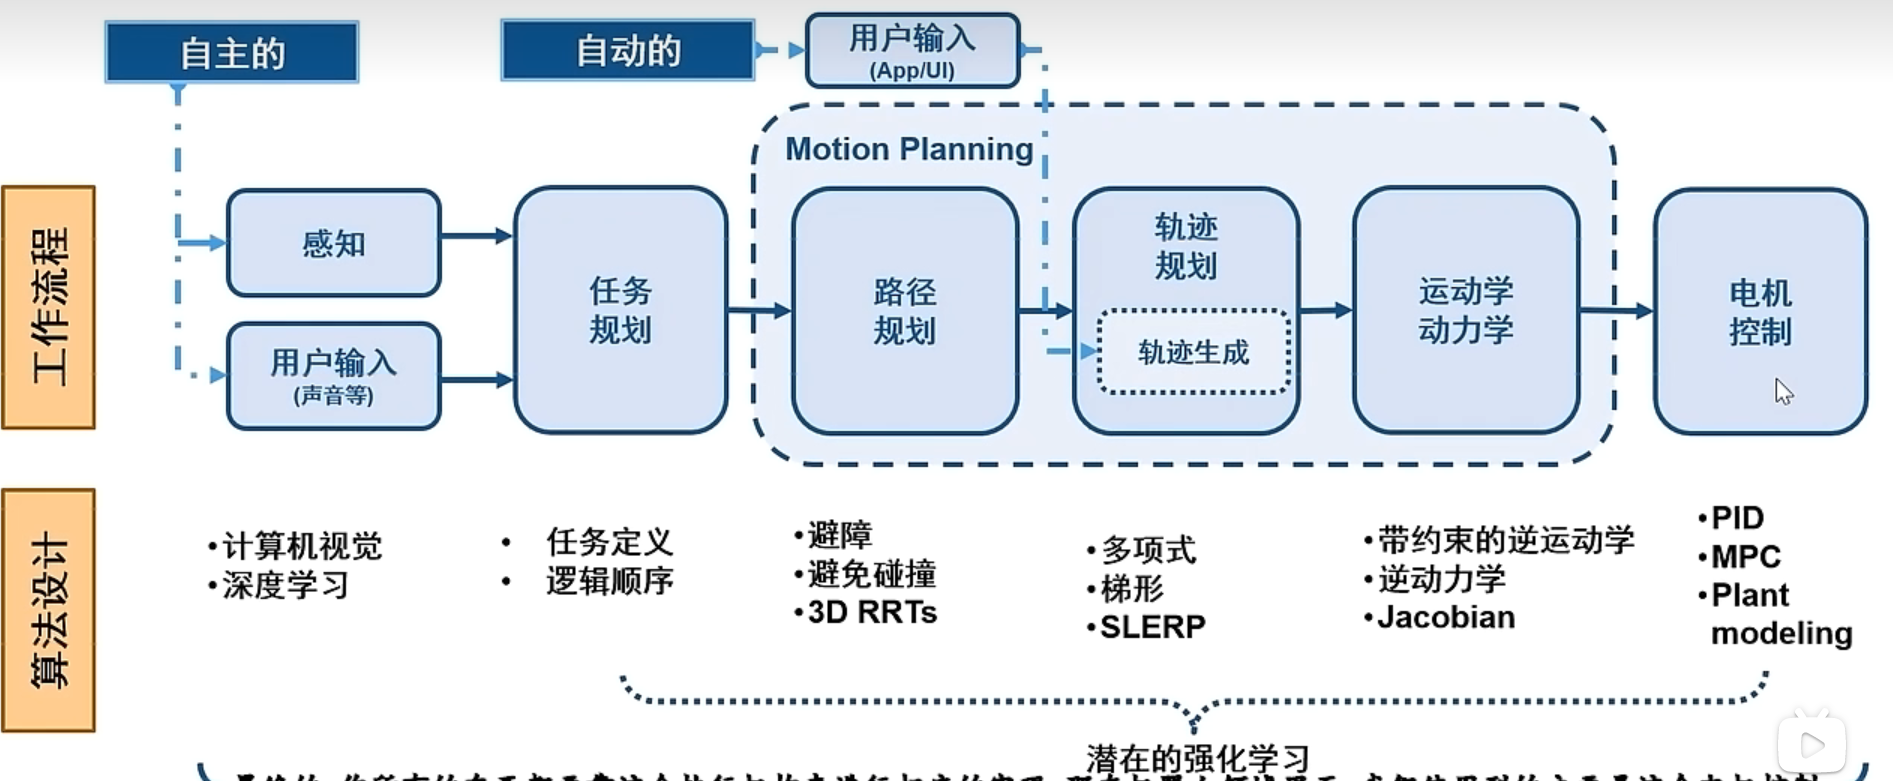 自主的
自动的
用户输入
(App/UI)
Motion Planning
工作流程
感知
用户输入
(声音等)
任务
规划
路径
规划
轨迹
规划
轨迹生成
运动学
动力学
电机
控制
算法设计
•计算机视觉
•深度学习
• 任务定义
• 逻辑顺序
•避障
•避免碰撞
•3D RRTs
•多项式
•梯形
•SLERP
•带约束的逆运动学
•逆动力学
•Jacobian
•PID
•MPC
•Plant
modeling
潜在的强化学习